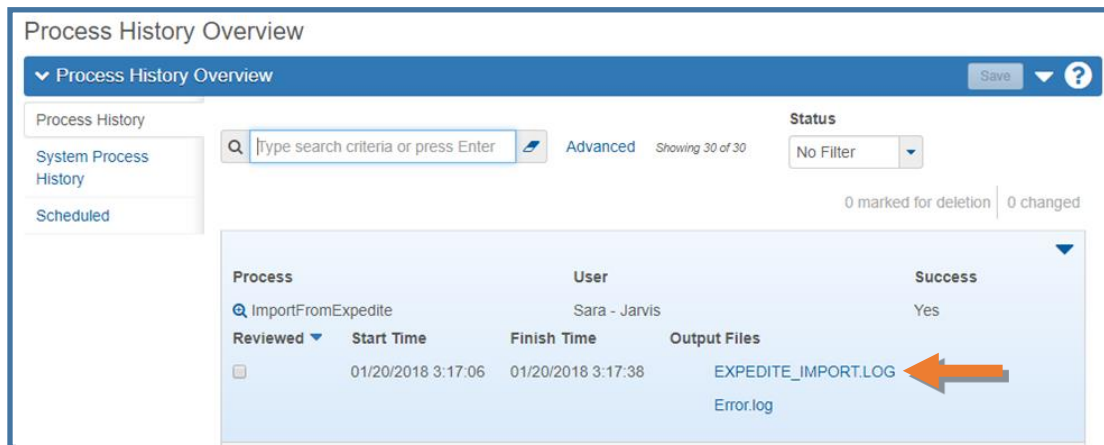 Process History Overview
Process History Overview
Save
?
Process History
System Process
History
Scheduled
Type search criteria or press Enter
Advanced
Showing 30 of 30
Status
No Filter
0 marked for deletion
0 changed
Process User Success
ImportFromExpedite Sara - Jarvis Yes
Reviewed Start Time Finish Time Output Files
01/20/2018 3:17:06 01/20/2018 3:17:38 EXPEDITE_IMPORT.LOG
Error.log